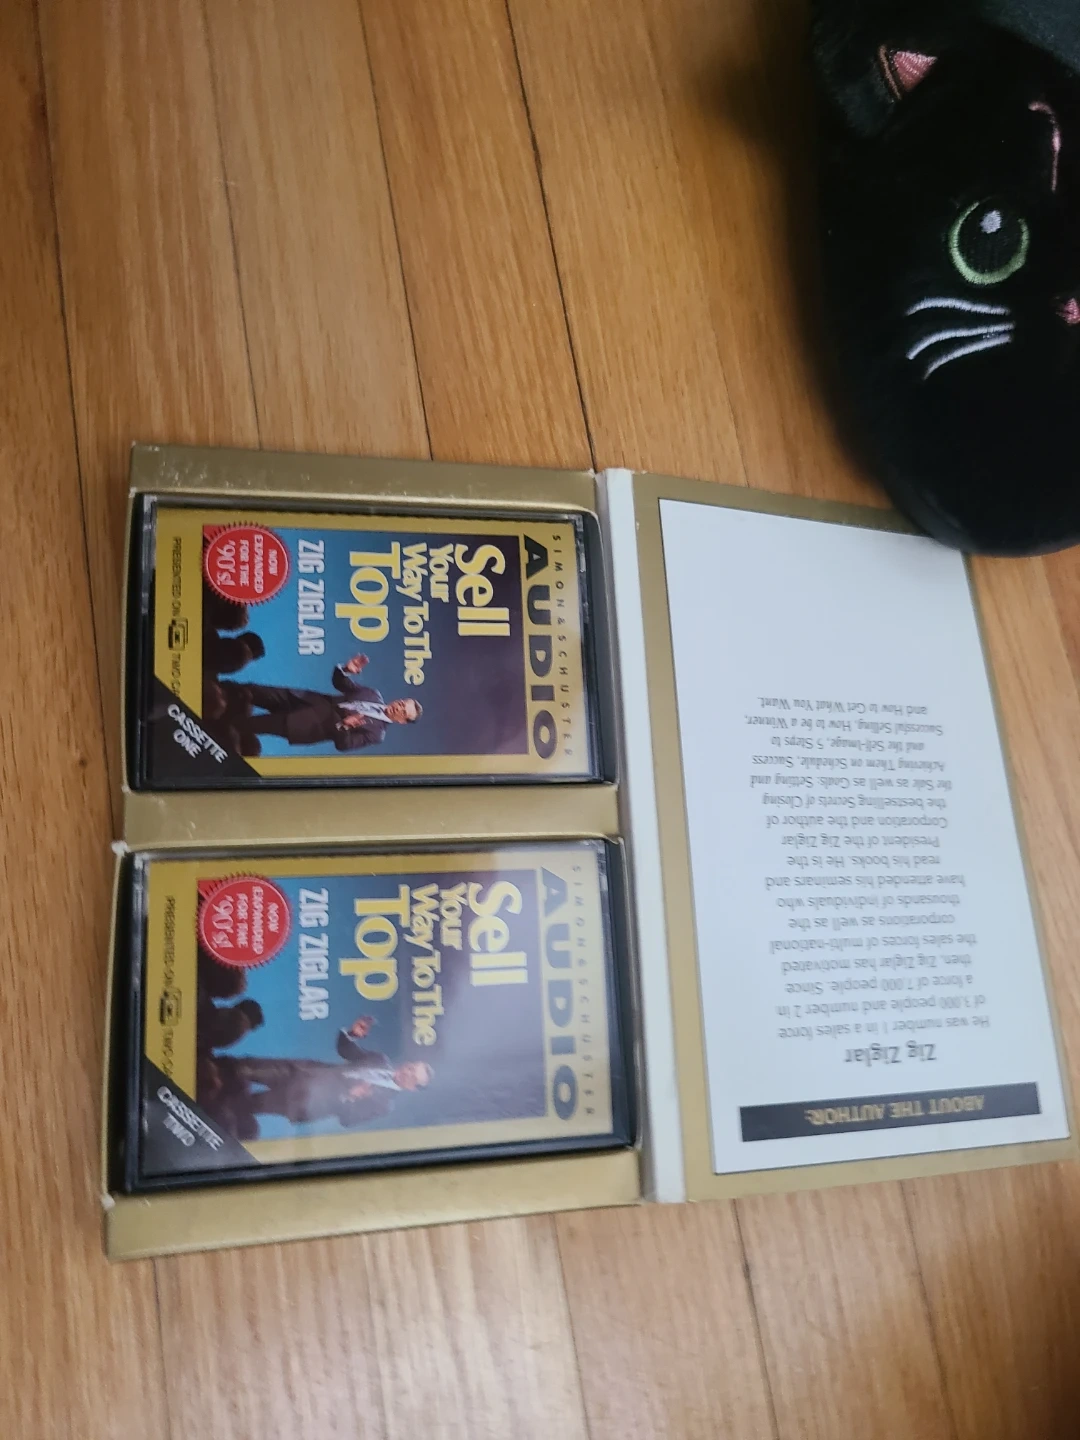 SIMON & SCHUSTER
AUDIO
Sell
Your
Way To The
Top
ZIG ZIGLAR
NOW
EXPANDED
FOR THE
'90's!
PRESENTED ON
TWO
CASSETTE
ONE
SIMON & SCHUSTER
AUDIO
Sell
Your
Way To The
Top
ZIG ZIGLAR
NOW
EXPANDED
FOR THE
'90's!
PRESENTED ON
TWO
CASSETTE
TWO
ABOUT THE AUTHOR:
Zig Ziglar
He was number 1 in a sales force
of 3,000 people and number 2 in
a force of 7,000 people. Since
then, Zig Ziglar has motivated
the sales forces of multi-national
corporations as well as the
thousands of individuals who
have attended his seminars and
read his books. He is the
President of the Zig Ziglar
Corporation and the author of
the bestselling Secrets of Closing
the Sale as well as Goals: Setting and
Achieving Them on Schedule, Success
and the Self-Image, 5 Steps to
Successful Selling, How to be a Winner,
and How to Get What You Want.